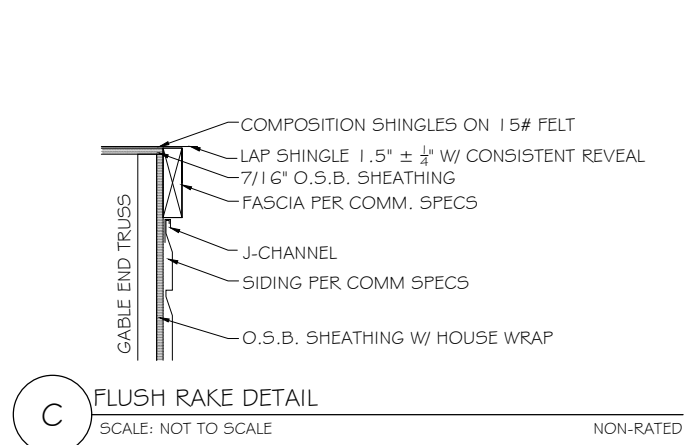 COMPOSITION SHINGLES ON 15# FELT
LAP SHINGLE 1.5" ± 1/4" W/ CONSISTENT REVEAL
7/16" O.S.B. SHEATHING
FASCIA PER COMM. SPECS
GABLE END TRUSS
J-CHANNEL
SIDING PER COMM SPECS
O.S.B. SHEATHING W/ HOUSE WRAP
C
FLUSH RAKE DETAIL
SCALE: NOT TO SCALE
NON-RATED